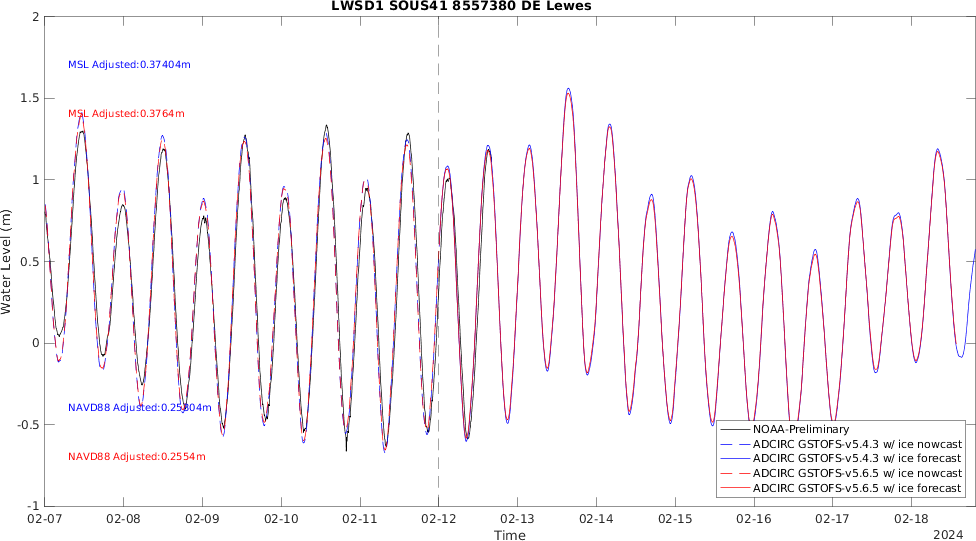 LWSD1 SOUS41 8557380 DE Lewes
2
1.5
1
0.5
0
-0.5
-1
Water Level (m)
MSL Adjusted:0.37404m
MSL Adjusted:0.3764m
NAVD88 Adjusted:0.25804m
NAVD88 Adjusted:0.2554m
NOAA-Preliminary
ADCIRC GSTOFS-v5.4.3 w/ ice nowcast
ADCIRC GSTOFS-v5.4.3 w/ ice forecast
ADCIRC GSTOFS-v5.6.5 w/ ice nowcast
ADCIRC GSTOFS-v5.6.5 w/ ice forecast
02-07 02-08 02-09 02-10 02-11 02-12 02-13 02-14 02-15 02-16 02-17 02-18
Time
2024